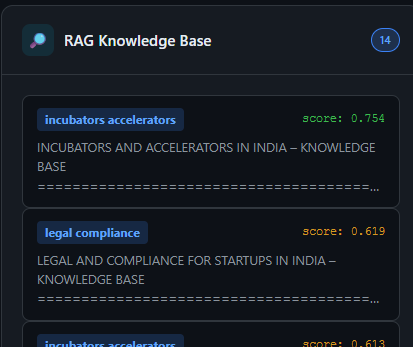 RAG Knowledge Base
14
incubators accelerators
score: 0.754
INCUBATORS AND ACCELERATORS IN INDIA – KNOWLEDGE
BASE
======================================...
legal compliance
score: 0.619
LEGAL AND COMPLIANCE FOR STARTUPS IN INDIA –
KNOWLEDGE BASE
======================================...
incubators accelerators
score: 0.613